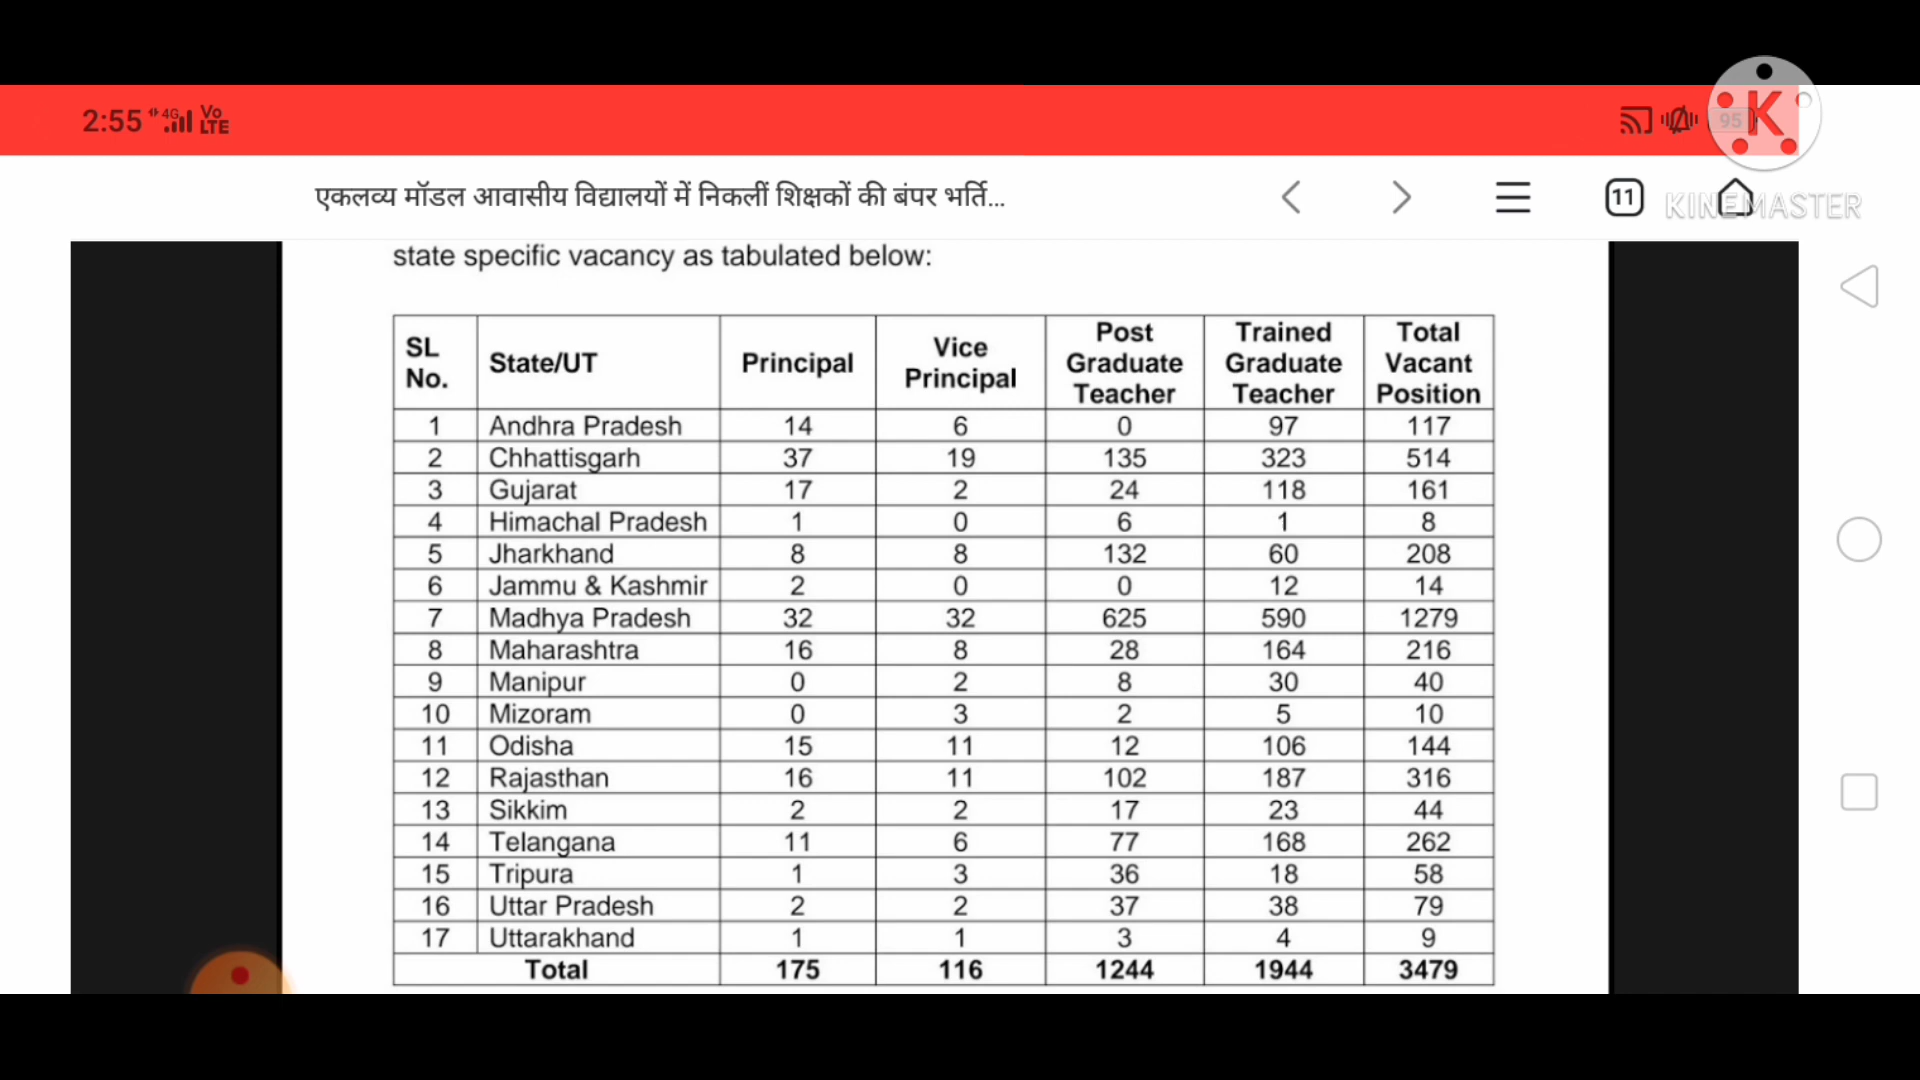 2:55 4G Vo LTE 95 K
एकलव्य मॉडल आवासीय विद्यालयों में निकलीं शिक्षकों की बंपर भर्ति... 11 KINEMASTER
state specific vacancy as tabulated below:
SL No. State/UT Principal Vice Principal Post Graduate Teacher Trained Graduate Teacher Total Vacant Position
1 Andhra Pradesh 14 6 0 97 117
2 Chhattisgarh 37 19 135 323 514
3 Gujarat 17 2 24 118 161
4 Himachal Pradesh 1 0 6 1 8
5 Jharkhand 8 8 132 60 208
6 Jammu & Kashmir 2 0 0 12 14
7 Madhya Pradesh 32 32 625 590 1279
8 Maharashtra 16 8 28 164 216
9 Manipur 0 2 8 30 40
10 Mizoram 0 3 2 5 10
11 Odisha 15 11 12 106 144
12 Rajasthan 16 11 102 187 316
13 Sikkim 2 2 17 23 44
14 Telangana 11 6 77 168 262
15 Tripura 1 3 36 18 58
16 Uttar Pradesh 2 2 37 38 79
17 Uttarakhand 1 1 3 4 9
Total 175 116 1244 1944 3479